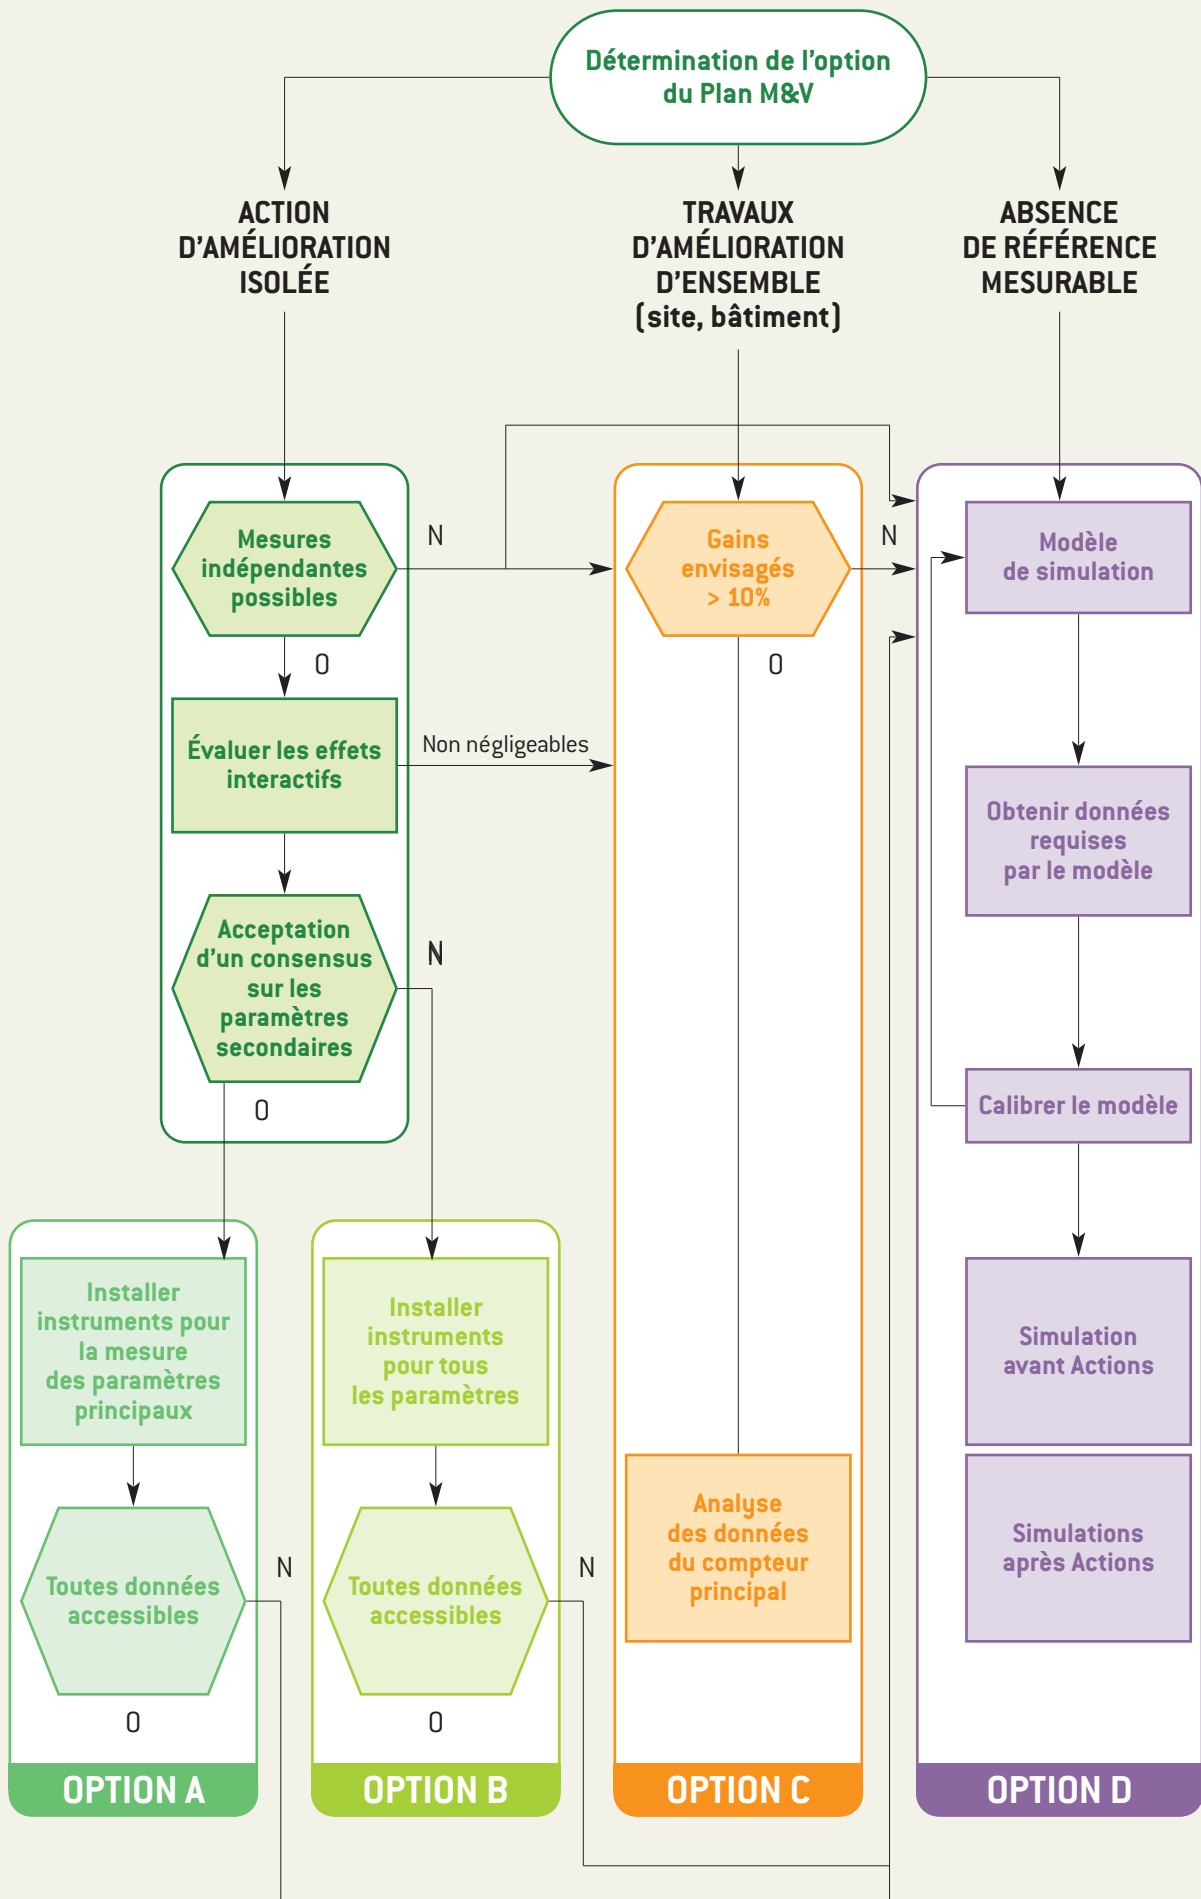 Détermination de l'option
du Plan M&V
ACTION
D'AMÉLIORATION
ISOLÉE
TRAVAUX
D'AMÉLIORATION
D'ENSEMBLE
(site, bâtiment)
ABSENCE
DE RÉFÉRENCE
MESURABLE
Mesures
indépendantes
possibles
N
O
Évaluer les effets
interactifs
Non négligeables
Acceptation
d'un consensus
sur les
paramètres
secondaires
N
O
Gains
envisagés
> 10%
N
O
Modèle
de simulation
Obtenir données
requises
par le modèle
Calibrer le modèle
Installer
instruments pour
la mesure
des paramètres
principaux
Toutes données
accessibles
N
O
OPTION A
Installer
instruments
pour tous
les paramètres
Toutes données
accessibles
N
O
OPTION B
Analyse
des données
du compteur
principal
OPTION C
Simulation
avant Actions
Simulations
après Actions
OPTION D